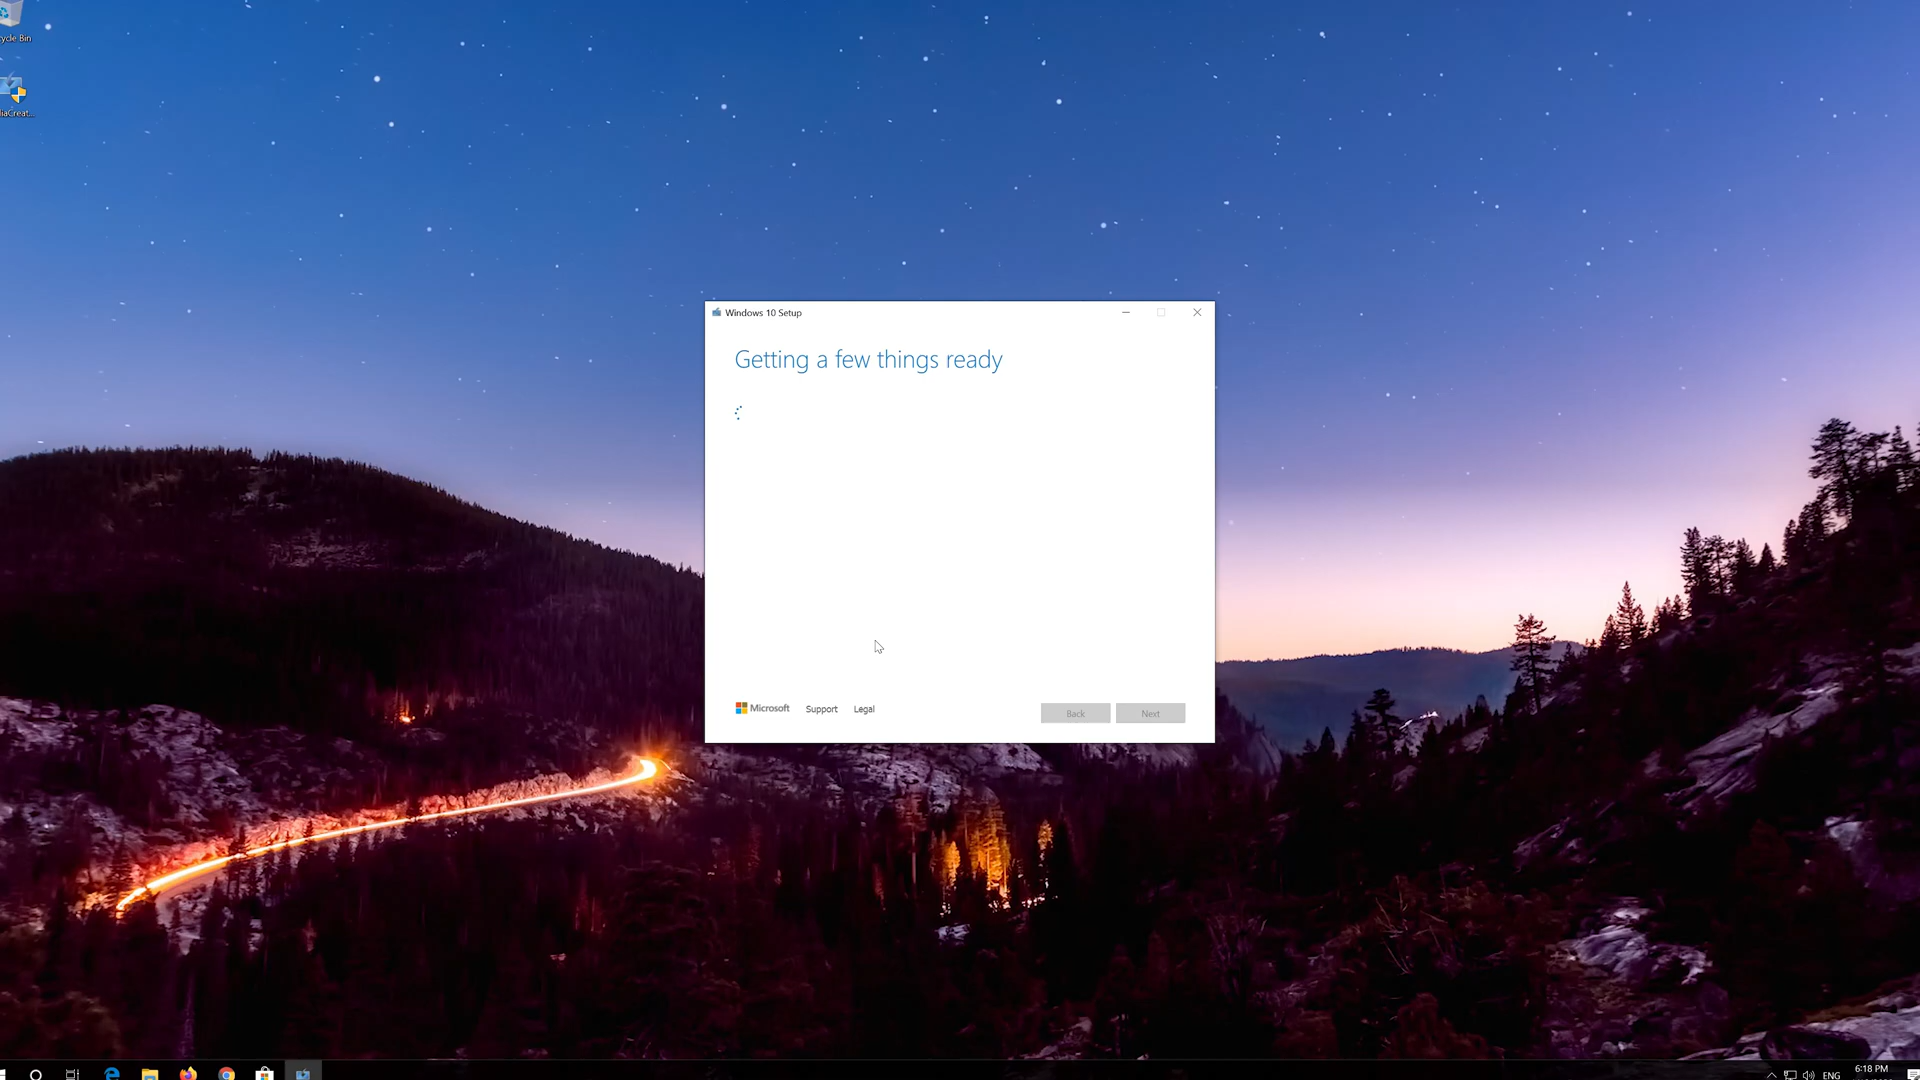 ycle Bin
iaCreat...
Windows 10 Setup
Getting a few things ready
Microsoft
Support
Legal
Back
Next
ENG
6:18 PM